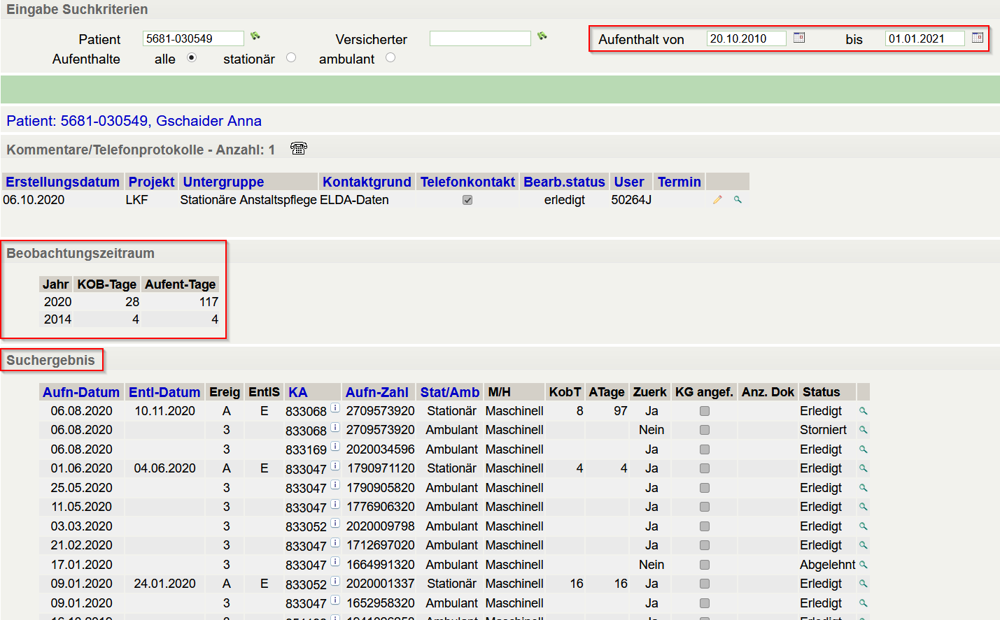 Eingabe Suchkriterien
Patient 5681-030549 Versicherter Aufenthalt von 20.10.2010 bis 01.01.2021
Aufenthalte alle stationär ambulant
Patient: 5681-030549, Gschaider Anna
Kommentare/Telefonprotokolle - Anzahl: 1
Erstellungsdatum Projekt Untergruppe Kontaktgrund Telefonkontakt Bearb.status User Termin
06.10.2020 LKF Stationäre Anstaltspflege ELDA-Daten erledigt 50264J
Beobachtungszeitraum
Jahr KOB-Tage Aufent-Tage
2020 28 117
2014 4 4
Suchergebnis
Aufn-Datum Entl-Datum Ereig EntlS KA Aufn-Zahl Stat/Amb M/H KobT ATage Zuerk KG angef. Anz. Dok Status
06.08.2020 10.11.2020 A E 833068 2709573920 Stationär Maschinell 8 97 Ja Erledigt
06.08.2020 3 833068 2709573920 Ambulant Maschinell Nein Storniert
06.08.2020 3 833169 2020034596 Ambulant Maschinell Ja Erledigt
01.06.2020 04.06.2020 A E 833047 1790971120 Stationär Maschinell 4 4 Ja Erledigt
25.05.2020 3 833047 1790905820 Ambulant Maschinell Ja Erledigt
11.05.2020 3 833047 1776906320 Ambulant Maschinell Ja Erledigt
03.03.2020 3 833052 2020009798 Ambulant Maschinell Ja Erledigt
21.02.2020 3 833047 1712697020 Ambulant Maschinell Ja Erledigt
17.01.2020 3 833047 1664991320 Ambulant Maschinell Nein Abgelehnt
09.01.2020 24.01.2020 A E 833052 2020001337 Stationär Maschinell 16 16 Ja Erledigt
09.01.2020 3 833047 1652958320 Ambulant Maschinell Ja Erledigt